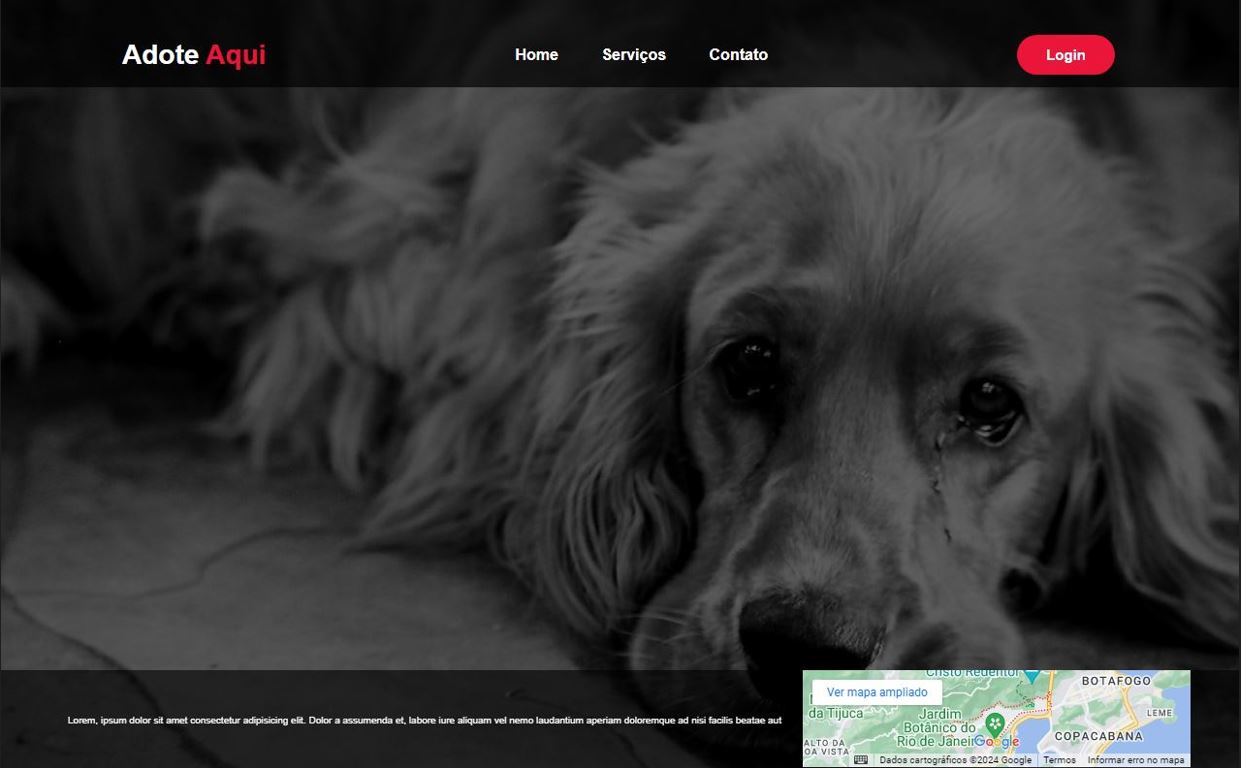 Adote Aqui
Home
Serviços
Contato
Login
Lorem, ipsum dolor sit amet consectetur adipisicing elit. Dolor a assumenda et, labore iure aliquam vel nemo laudantium aperiam doloremque ad nisi facilis beatae aut
Cristo Redentor
Ver mapa ampliado
BOTAFOGO
da Tijuca
Jardim
Botânico do
Rio de Janeir
Google
LEME
COPACABANA
ALTO DA
OA VISTA
Dados cartográficos ©2024 Google
Termos
Informar erro no mapa